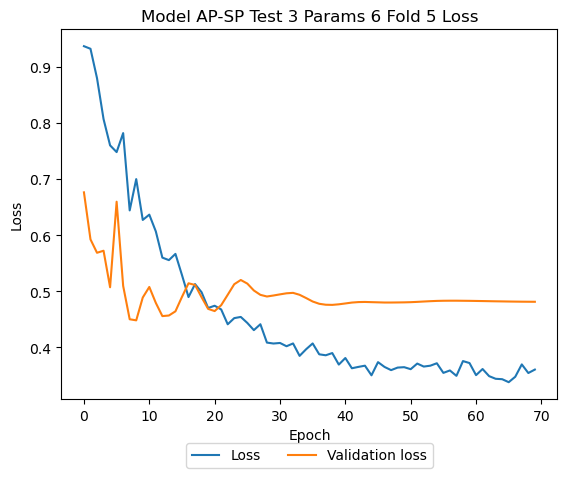 Model AP-SP Test 3 Params 6 Fold 5 Loss
0.9
0.8
0.7
0.6
0.5
0.4
Loss
0 10 20 30 40 50 60 70
Epoch
Loss Validation loss